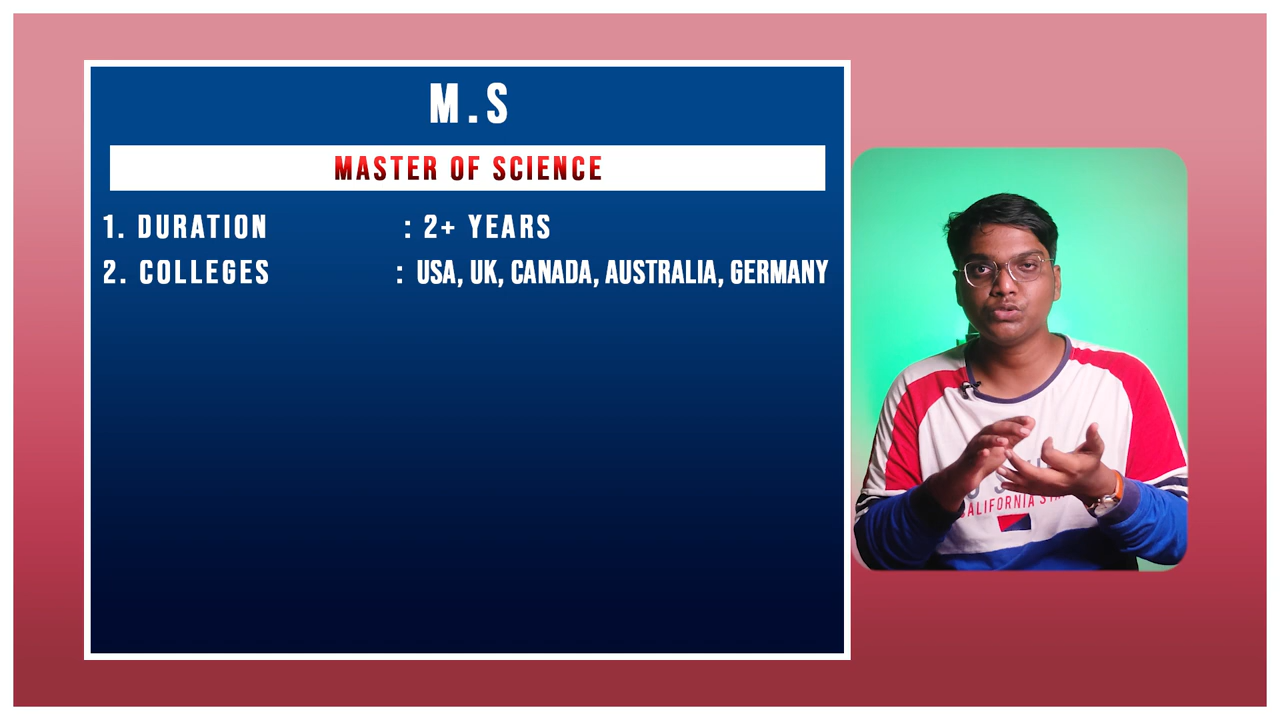 M.S
MASTER OF SCIENCE
1. DURATION : 2+ YEARS
2. COLLEGES : USA, UK, CANADA, AUSTRALIA, GERMANY
CALIFORNIA